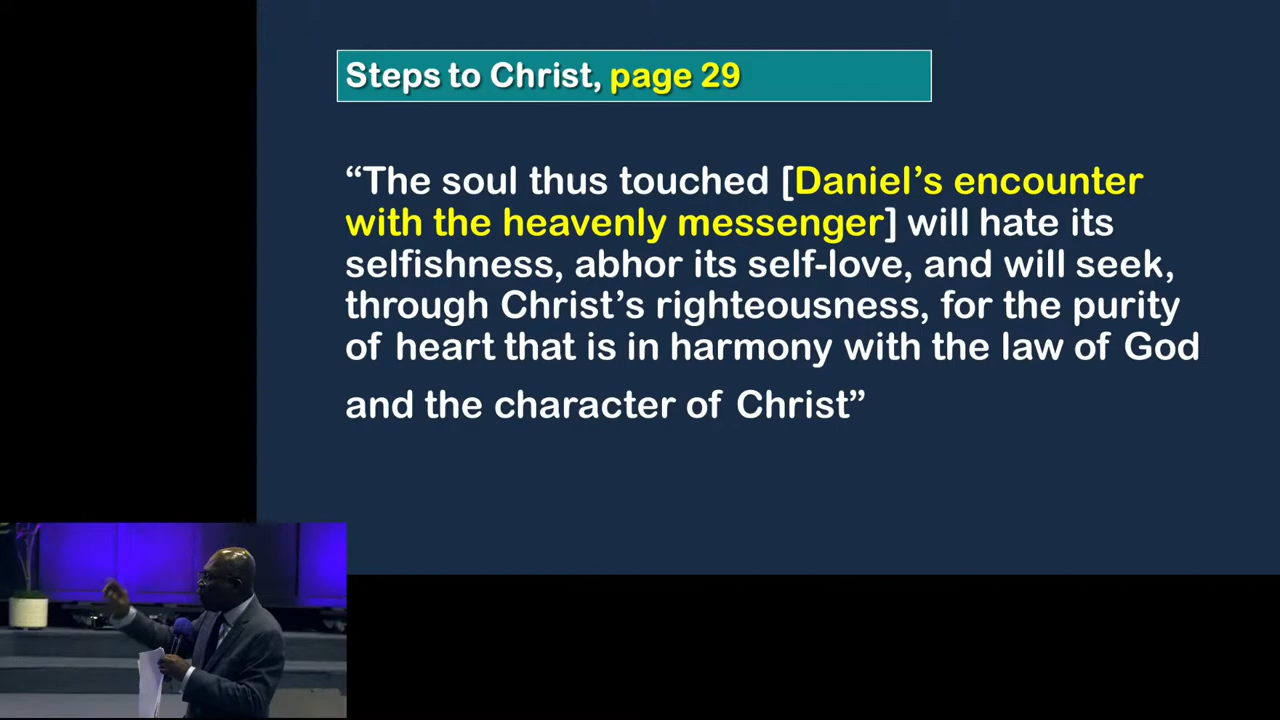 Steps to Christ, page 29
“The soul thus touched [Daniel’s encounter
with the heavenly messenger] will hate its
selfishness, abhor its self-love, and will seek,
through Christ’s righteousness, for the purity
of heart that is in harmony with the law of God
and the character of Christ”